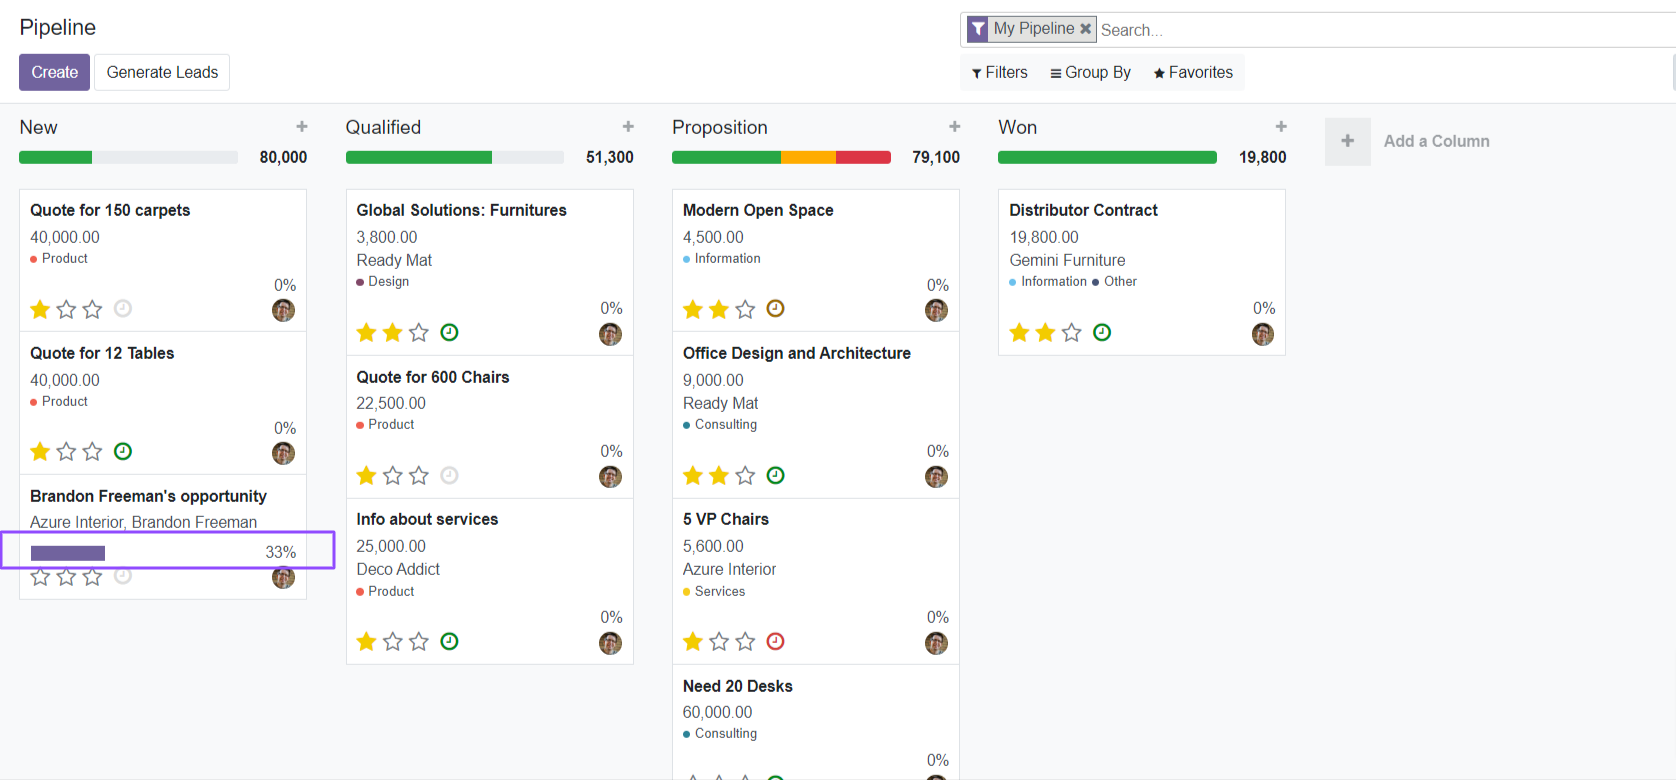 Pipeline
My Pipeline ✖ Search...
Create Generate Leads
Filters Group By Favorites
New +
80,000
Quote for 150 carpets
40,000.00
Product
0%
Quote for 12 Tables
40,000.00
Product
0%
Brandon Freeman's opportunity
Azure Interior, Brandon Freeman
33%
Qualified +
51,300
Global Solutions: Furnitures
3,800.00
Ready Mat
Design
0%
Quote for 600 Chairs
22,500.00
Product
0%
Info about services
25,000.00
Deco Addict
Product
0%
Proposition +
79,100
Modern Open Space
4,500.00
Information
0%
Office Design and Architecture
9,000.00
Ready Mat
Consulting
0%
5 VP Chairs
5,600.00
Azure Interior
Services
0%
Need 20 Desks
60,000.00
Consulting
0%
Won +
19,800
Distributor Contract
19,800.00
Gemini Furniture
Information Other
0%
+ Add a Column